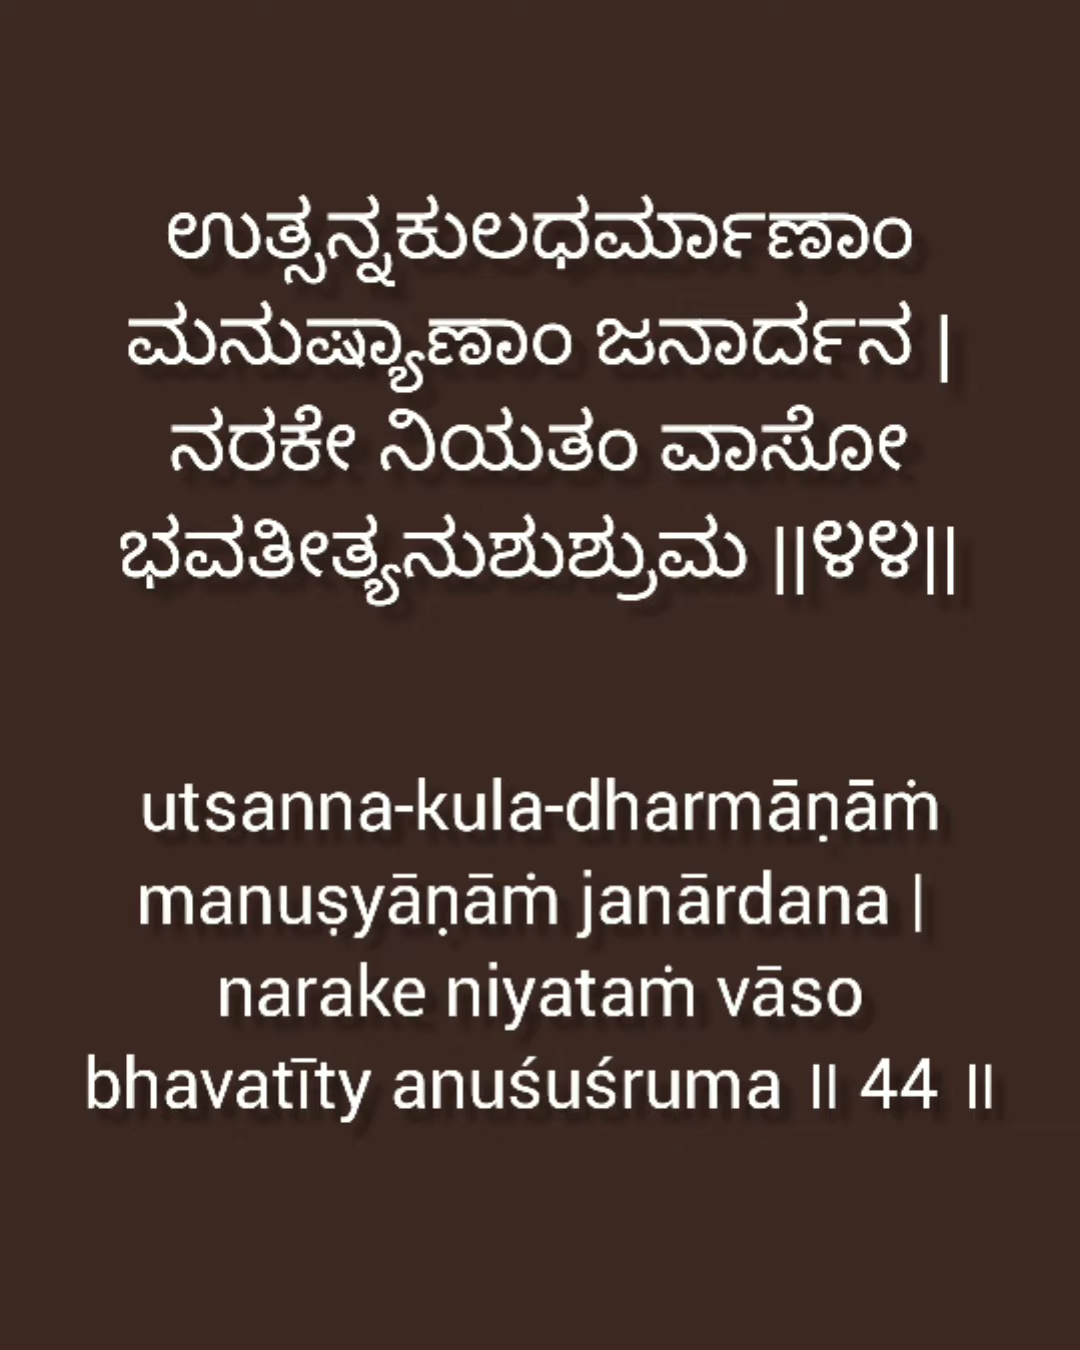 ಉತ್ಸನ್ನಕುಲಧರ್ಮಾಣಾಂ
ಮನುಷ್ಯಾಣಾಂ ಜನಾರ್ದನ |
ನರಕೇ ನಿಯತಂ ವಾಸೋ
ಭವತೀತ್ಯನುಶುಶ್ರುಮ ||೪೪||
utsanna-kula-dharmāṇāṁ
manuṣyāṇāṁ janārdana |
narake niyataṁ vāso
bhavatīty anuśuśruma ॥ 44 ॥